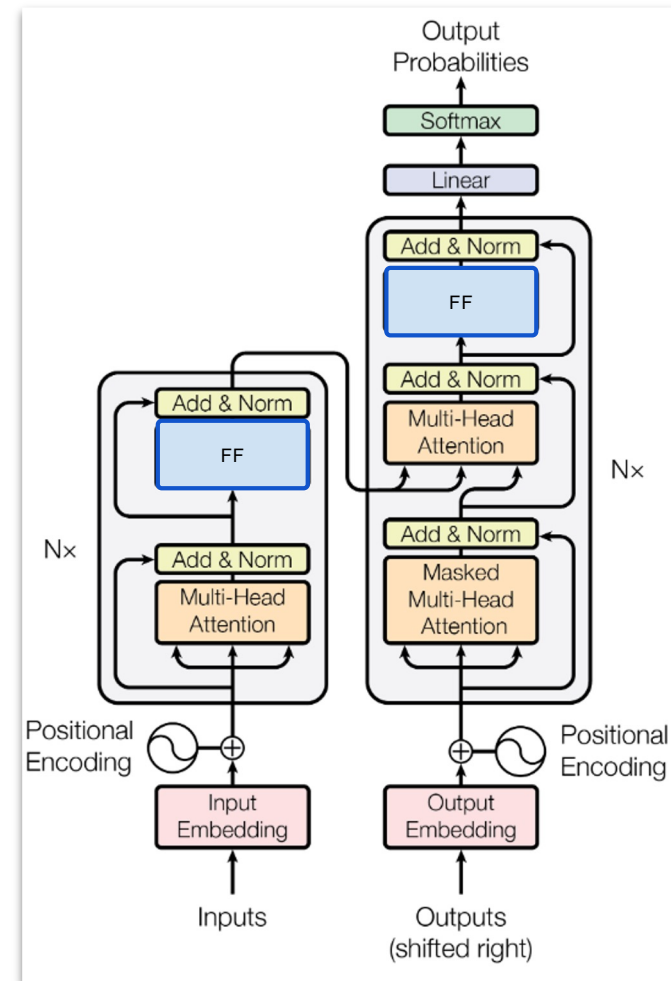 Output
Probabilities
Softmax
Linear
Add & Norm
FF
Add & Norm
Multi-Head
Attention
Add & Norm
Masked
Multi-Head
Attention
Nx
Add & Norm
FF
Add & Norm
Multi-Head
Attention
Nx
Positional
Encoding
Positional
Encoding
Input
Embedding
Output
Embedding
Inputs
Outputs
(shifted right)